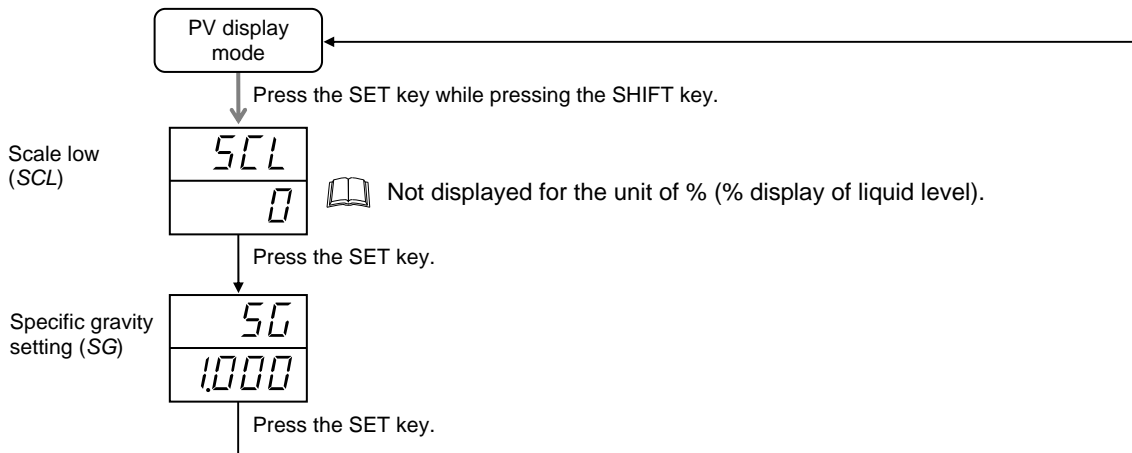 PV display
mode
Press the SET key while pressing the SHIFT key.
Scale low
(SCL)
SCL
0
Not displayed for the unit of % (% display of liquid level).
Press the SET key.
Specific gravity
setting (SG)
SG
1.000
Press the SET key.